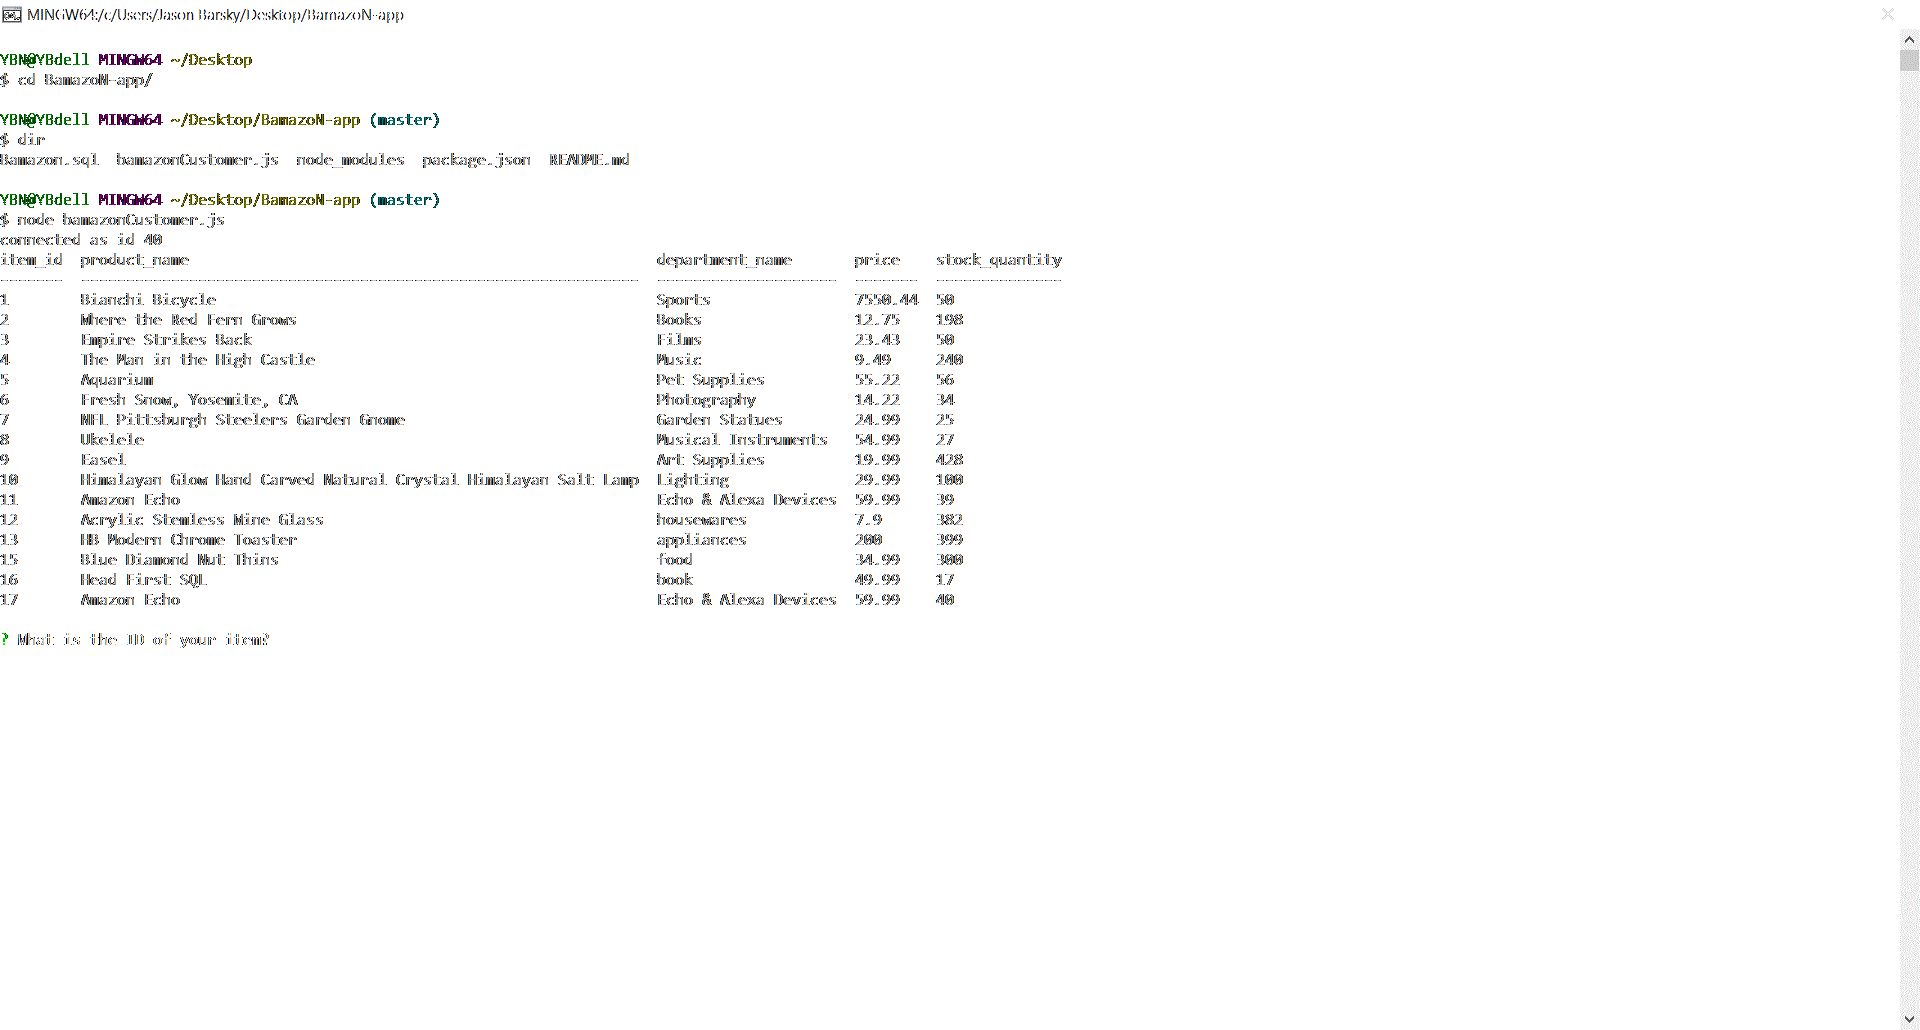 MINGW64:/c/Users/Jason Barsky/Desktop/BamazoN-app
YBN@YBdell MINGW64 ~/Desktop
$ cd BamazoN-app/
YBN@YBdell MINGW64 ~/Desktop/BamazoN-app (master)
$ dir
Bamazon.sql  bamazonCustomer.js  node_modules  package.json  README.md
YBN@YBdell MINGW64 ~/Desktop/BamazoN-app (master)
$ node bamazonCustomer.js
connected as id 40
item_id  product_name  department_name  price  stock_quantity
1  Bianchi Bicycle  Sports  7550.44  50
2  Where the Red Fern Grows  Books  12.75  198
3  Empire Strikes Back  Films  23.43  50
4  The Man in the High Castle  Music  9.49  240
5  Aquarium  Pet Supplies  55.22  56
6  Fresh Snow, Yosemite, CA  Photography  14.22  34
7  NFL Pittsburgh Steelers Garden Gnome  Garden Statues  24.99  25
8  Ukelele  Musical Instruments  54.99  27
9  Easel  Art Supplies  19.99  428
10  Himalayan Glow Hand Carved Natural Crystal Himalayan Salt Lamp  Lighting  29.99  100
11  Amazon Echo  Echo & Alexa Devices  59.99  39
12  Acrylic Stemless Wine Glass  housewares  7.9  382
13  HB Modern Chrome Toaster  appliances  200  399
15  Blue Diamond Nut Thins  food  34.99  300
16  Head First SQL  book  49.99  17
17  Amazon Echo  Echo & Alexa Devices  59.99  40
? What is the ID of your item?